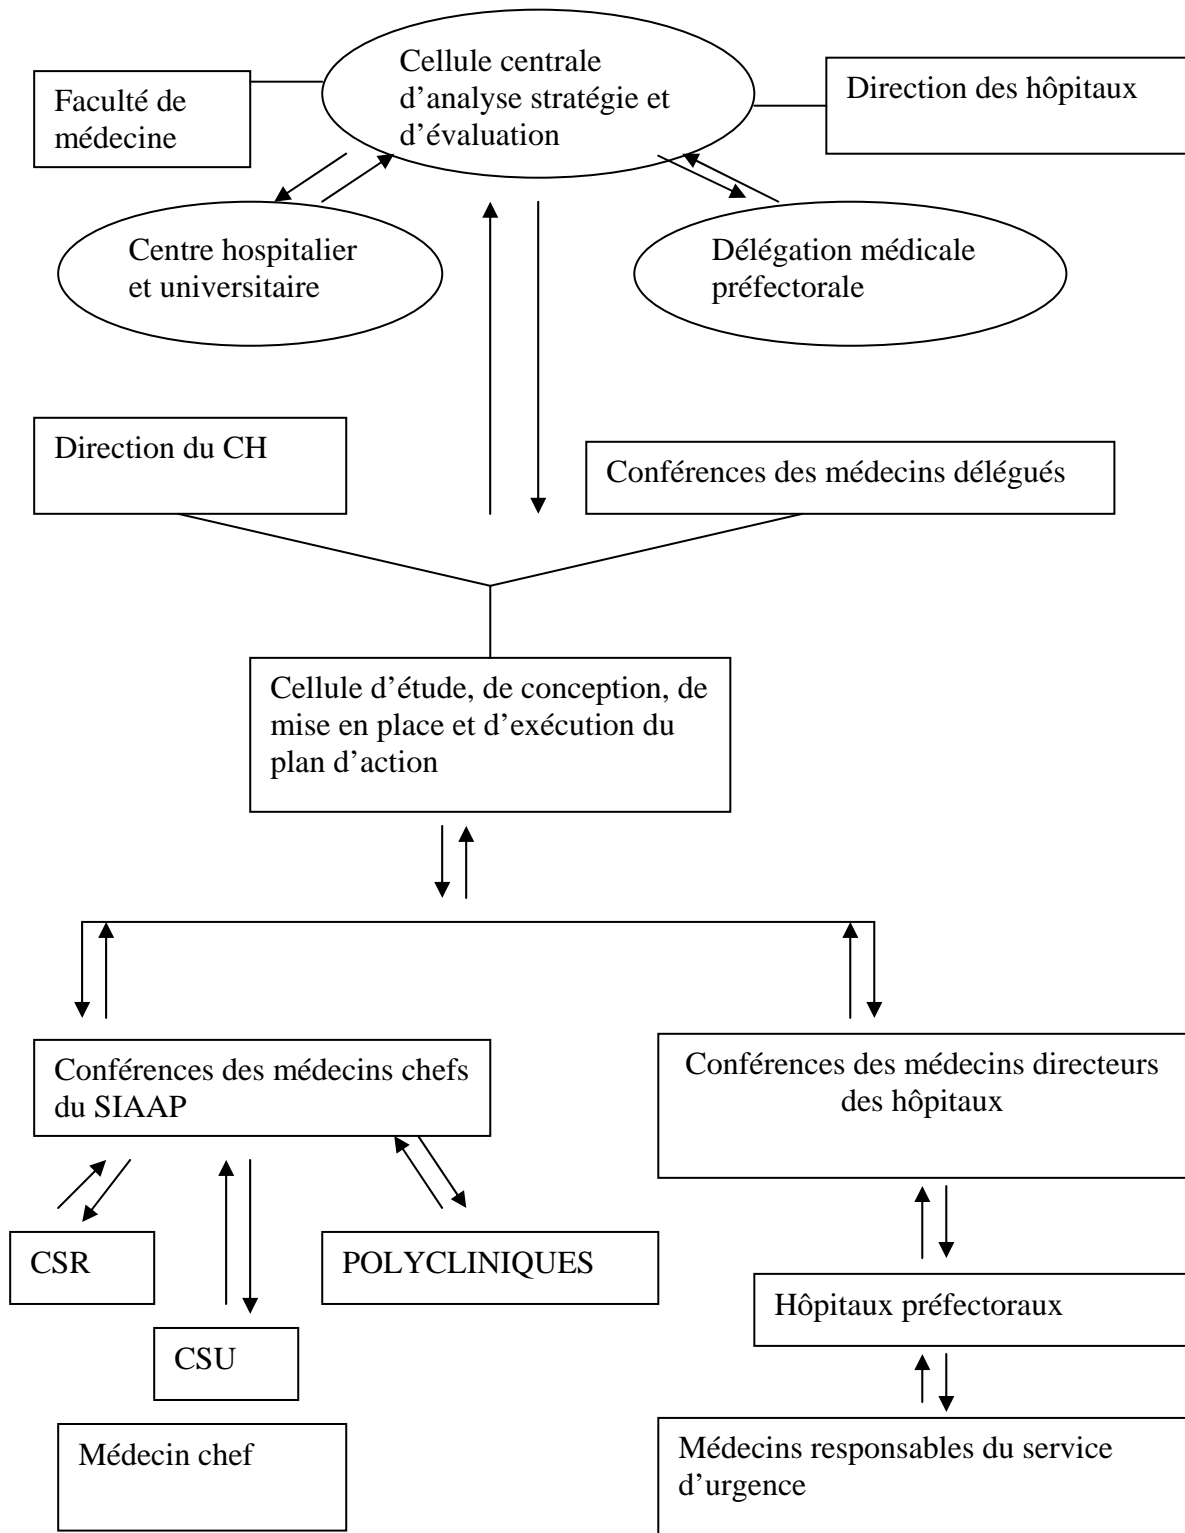 Cellule centrale
d’analyse stratégie et
d’évaluation
Faculté de
médecine
Direction des hôpitaux
Centre hospitalier
et universitaire
Délégation médicale
préfectorale
Direction du CH
Conférences des médecins délégués
Cellule d’étude, de conception, de
mise en place et d’exécution du
plan d’action
Conférences des médecins chefs
du SIAAP
Conférences des médecins directeurs
des hôpitaux
CSR
POLYCLINIQUES
Hôpitaux préfectoraux
CSU
Médecin chef
Médecins responsables du service
d’urgence